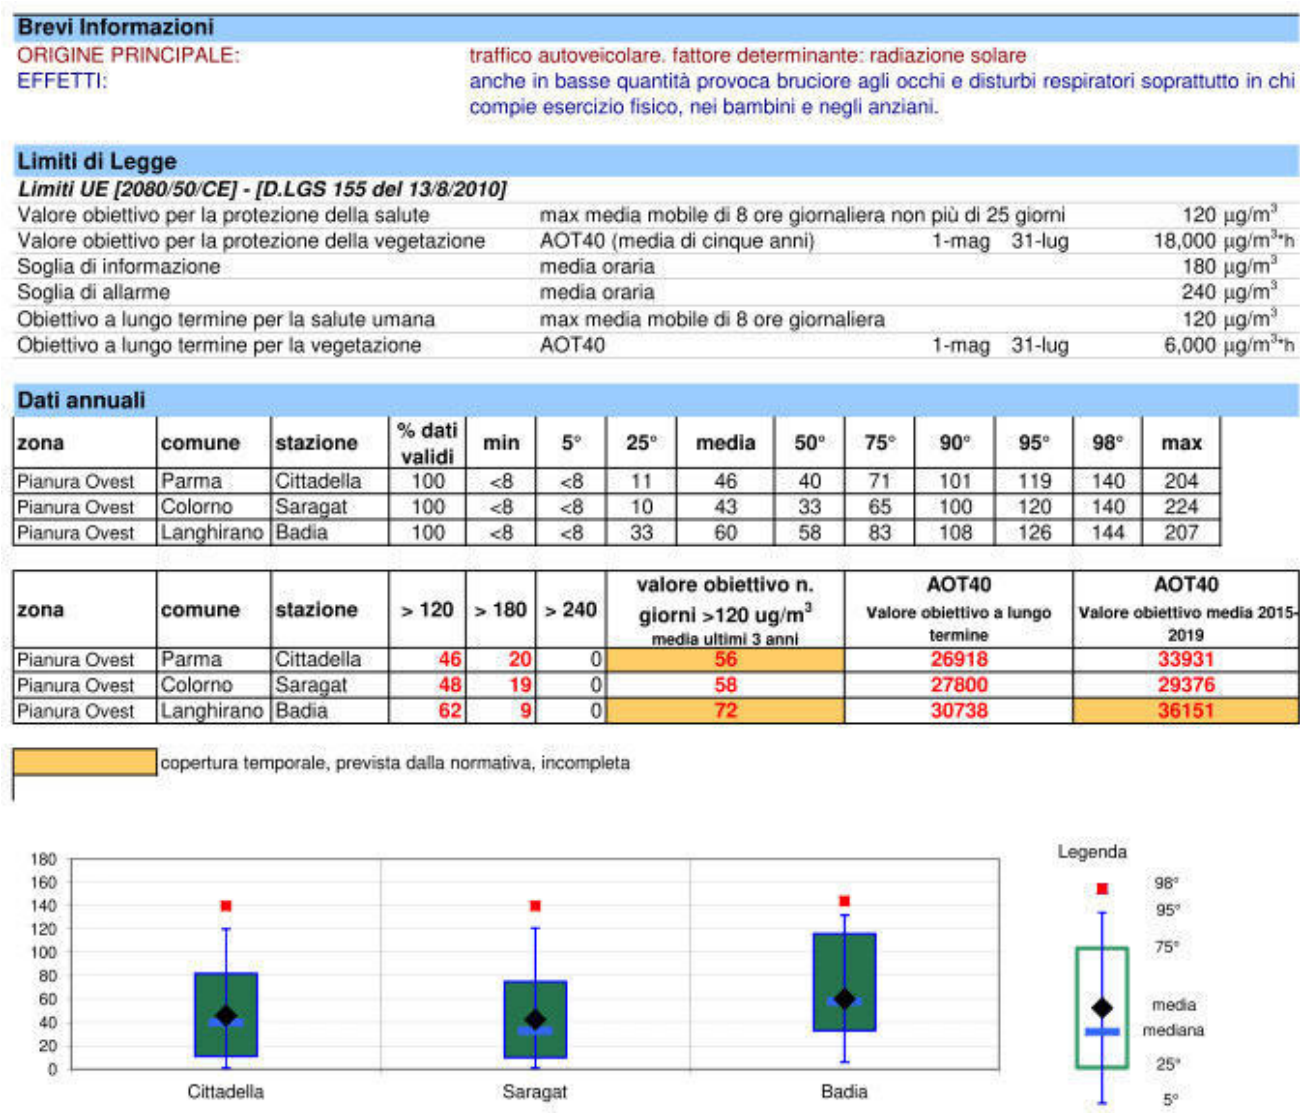 Brevi Informazioni
ORIGINE PRINCIPALE: traffico autoveicolare. fattore determinante: radiazione solare
EFFETTI: anche in basse quantità provoca bruciore agli occhi e disturbi respiratori soprattutto in chi
compie esercizio fisico, nei bambini e negli anziani.
Limiti di Legge
Limiti UE [2080/50/CE] - [D.LGS 155 del 13/8/2010]
Valore obiettivo per la protezione della salute max media mobile di 8 ore giornaliera non più di 25 giorni 120 µg/m³
Valore obiettivo per la protezione della vegetazione AOT40 (media di cinque anni) 1-mag 31-lug 18,000 µg/m³*h
Soglia di informazione media oraria 180 µg/m³
Soglia di allarme media oraria 240 µg/m³
Obiettivo a lungo termine per la salute umana max media mobile di 8 ore giornaliera 120 µg/m³
Obiettivo a lungo termine per la vegetazione AOT40 1-mag 31-lug 6,000 µg/m³*h
Dati annuali
zona comune stazione % dati validi min 5° 25° media 50° 75° 90° 95° 98° max
Pianura Ovest Parma Cittadella 100 <8 <8 11 46 40 71 101 119 140 204
Pianura Ovest Colorno Saragat 100 <8 <8 10 43 33 65 100 120 140 224
Pianura Ovest Langhirano Badia 100 <8 <8 33 60 58 83 108 126 144 207
zona comune stazione > 120 > 180 > 240 valore obiettivo n. giorni >120 ug/m³ media ultimi 3 anni AOT40 Valore obiettivo a lungo termine AOT40 Valore obiettivo media 2015-2019
Pianura Ovest Parma Cittadella 46 20 0 56 26918 33931
Pianura Ovest Colorno Saragat 48 19 0 58 27800 29376
Pianura Ovest Langhirano Badia 62 9 0 72 30738 36151
copertura temporale, prevista dalla normativa, incompleta
180
160
140
120
100
80
60
40
20
0
Cittadella Saragat Badia
Legenda
98°
95°
75°
media
mediana
25°
5°